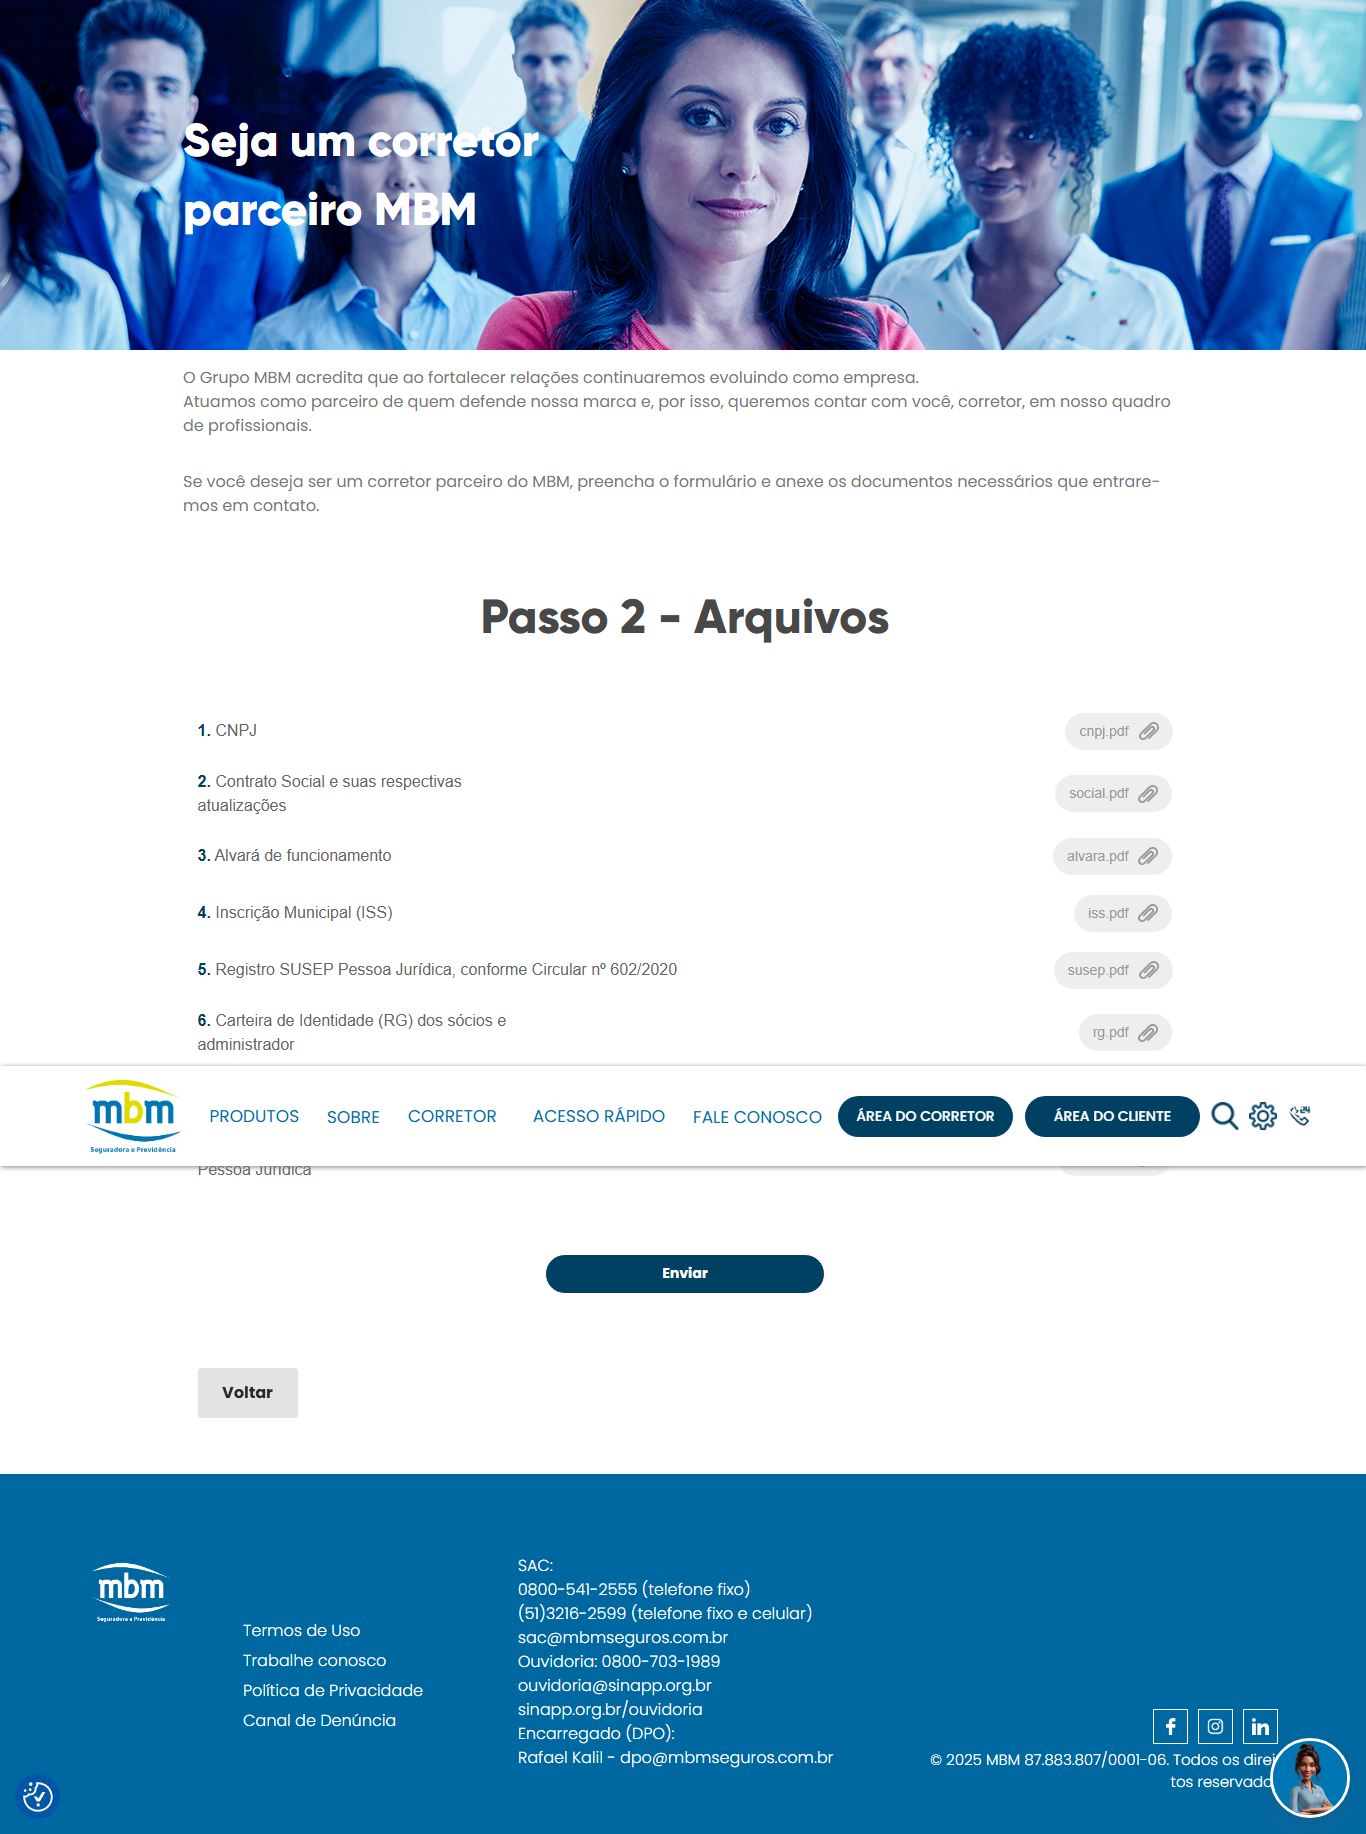 Seja um corretor
parceiro MBM
O Grupo MBM acredita que ao fortalecer relações continuaremos evoluindo como empresa.
Atuamos como parceiro de quem defende nossa marca e, por isso, queremos contar com você, corretor, em nosso quadro
de profissionais.
Se você deseja ser um corretor parceiro do MBM, preencha o formulário e anexe os documentos necessários que entrare-
mos em contato.
Passo 2 - Arquivos
1. CNPJ
cnpj.pdf
2. Contrato Social e suas respectivas
atualizações
social.pdf
3. Alvará de funcionamento
alvara.pdf
4. Inscrição Municipal (ISS)
iss.pdf
5. Registro SUSEP Pessoa Jurídica, conforme Circular nº 602/2020
susep.pdf
6. Carteira de Identidade (RG) dos sócios e
administrador
rg.pdf
mbm
Seguradora e Previdência
PRODUTOS
SOBRE
CORRETOR
ACESSO RÁPIDO
FALE CONOSCO
ÁREA DO CORRETOR
ÁREA DO CLIENTE
24
Pessoa Jurídica
Enviar
Voltar
mbm
Seguradora e Previdência
Termos de Uso
Trabalhe conosco
Política de Privacidade
Canal de Denúncia
SAC:
0800-541-2555 (telefone fixo)
(51)3216-2599 (telefone fixo e celular)
sac@mbmseguros.com.br
Ouvidoria: 0800-703-1989
ouvidoria@sinapp.org.br
sinapp.org.br/ouvidoria
Encarregado (DPO):
Rafael Kalil - dpo@mbmseguros.com.br
© 2025 MBM 87.883.807/0001-06. Todos os direi
tos reservado